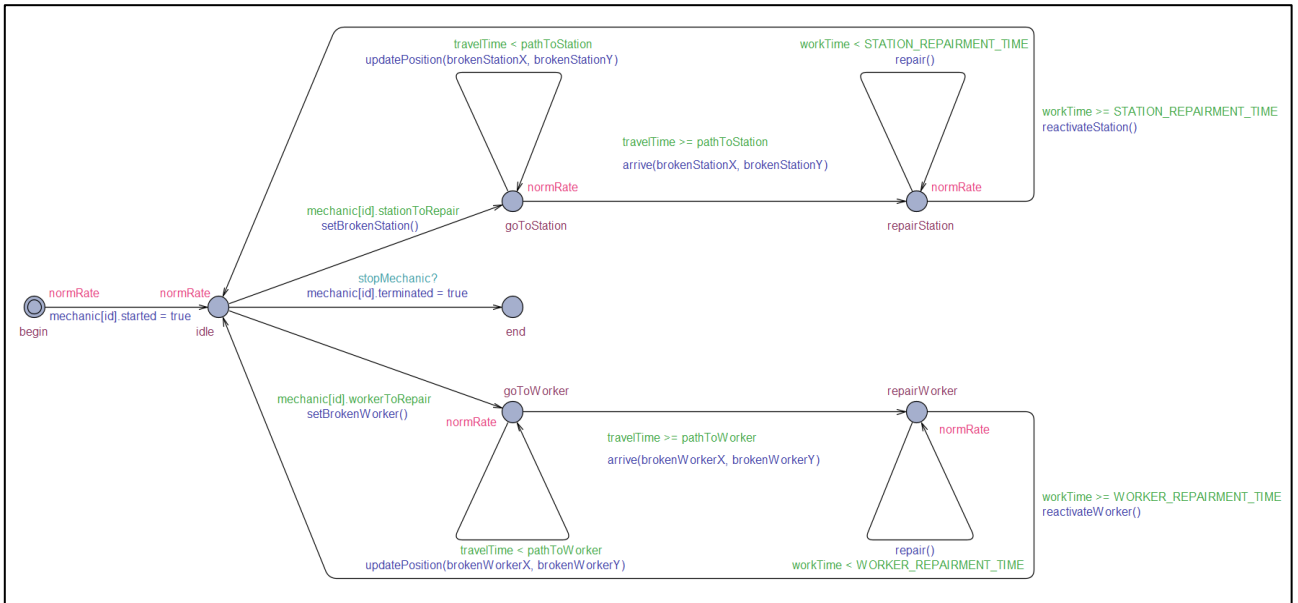 travelTime < pathToStation
updatePosition(brokenStationX, brokenStationY)
workTime < STATION_REPAIRMENT_TIME
repair()
workTime >= STATION_REPAIRMENT_TIME
reactivateStation()
travelTime >= pathToStation
arrive(brokenStationX, brokenStationY)
normRate
normRate
mechanic[id].stationToRepair
setBrokenStation()
goToStation
repairStation
stopMechanic?
mechanic[id].terminated = true
normRate
normRate
mechanic[id].started = true
begin
idle
end
mechanic[id].workerToRepair
setBrokenWorker()
goToWorker
repairWorker
normRate
normRate
travelTime >= pathToWorker
arrive(brokenWorkerX, brokenWorkerY)
workTime >= WORKER_REPAIRMENT_TIME
reactivateWorker()
travelTime < pathToWorker
updatePosition(brokenWorkerX, brokenWorkerY)
repair()
workTime < WORKER_REPAIRMENT_TIME